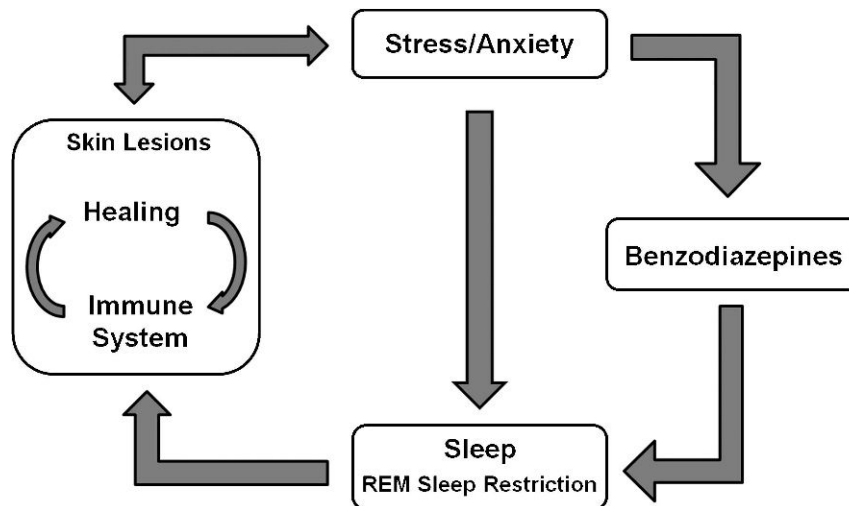 Stress/Anxiety
Skin Lesions
Healing
Immune
System
Benzodiazepines
Sleep
REM Sleep Restriction